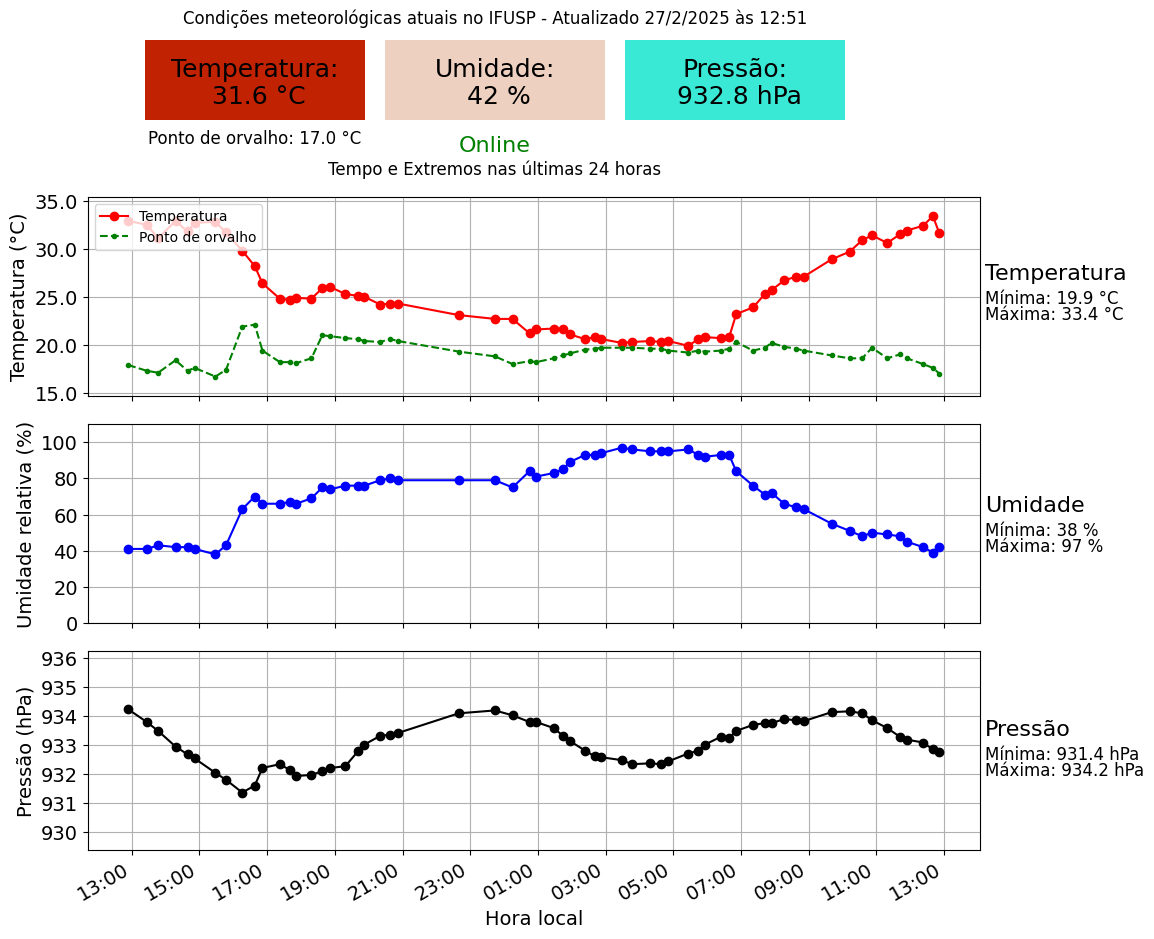 Condições meteorológicas atuais no IFUSP - Atualizado 27/2/2025 às 12:51
Temperatura:
31.6 °C
Umidade:
42 %
Pressão:
932.8 hPa
Ponto de orvalho: 17.0 °C
Online
Tempo e Extremos nas últimas 24 horas
Temperatura (°C)
35.0
30.0
25.0
20.0
15.0
Temperatura
Ponto de orvalho
Temperatura
Mínima: 19.9 °C
Máxima: 33.4 °C
Umidade relativa (%)
100
80
60
40
20
0
Umidade
Mínima: 38 %
Máxima: 97 %
Pressão (hPa)
936
935
934
933
932
931
930
Pressão
Mínima: 931.4 hPa
Máxima: 934.2 hPa
13:00 15:00 17:00 19:00 21:00 23:00 01:00 03:00 05:00 07:00 09:00 11:00 13:00
Hora local